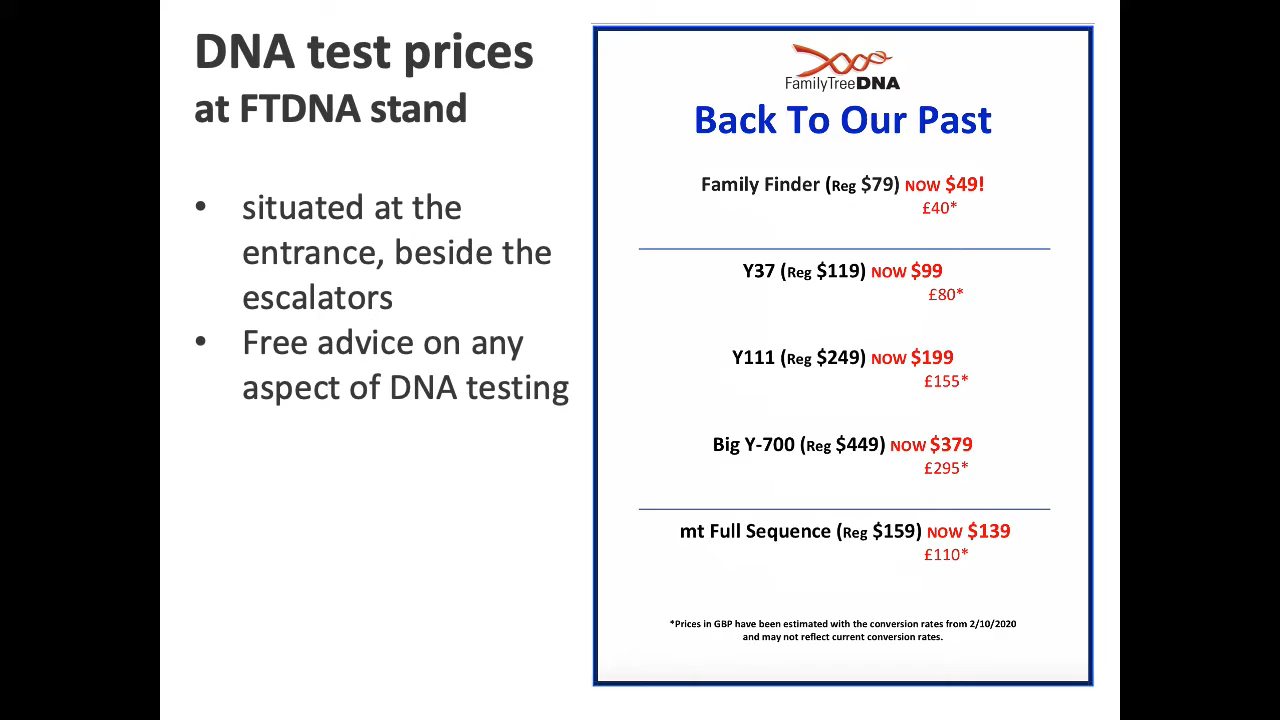 DNA test prices
at FTDNA stand
• situated at the
entrance, beside the
escalators
• Free advice on any
aspect of DNA testing
FamilyTreeDNA
Back To Our Past
Family Finder (Reg $79) NOW $49!
£40*
Y37 (Reg $119) NOW $99
£80*
Y111 (Reg $249) NOW $199
£155*
Big Y-700 (Reg $449) NOW $379
£295*
mt Full Sequence (Reg $159) NOW $139
£110*
*Prices in GBP have been estimated with the conversion rates from 2/10/2020
and may not reflect current conversion rates.